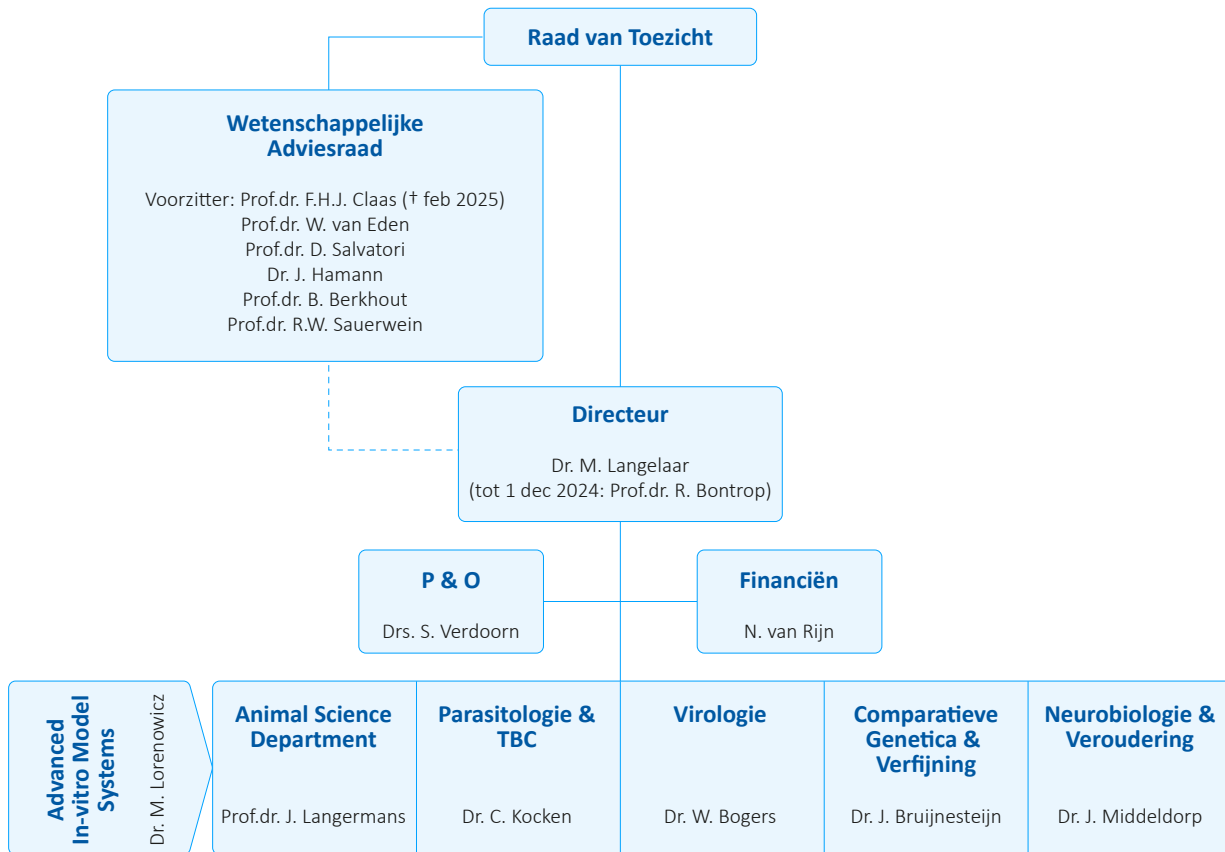 Raad van Toezicht
Wetenschappelijke
Adviesraad
Voorzitter: Prof.dr. F.H.J. Claas († feb 2025)
Prof.dr. W. van Eden
Prof.dr. D. Salvatori
Dr. J. Hamann
Prof.dr. B. Berkhout
Prof.dr. R.W. Sauerwein
Directeur
Dr. M. Langelaar
(tot 1 dec 2024: Prof.dr. R. Bontrop)
P & O
Drs. S. Verdoorn
Financiën
N. van Rijn
Advanced
In-vitro Model
Systems
Dr. M. Lorenowicz
Animal Science
Department
Prof.dr. J. Langermans
Parasitologie &
TBC
Dr. C. Kocken
Virologie
Dr. W. Bogers
Comparatieve
Genetica &
Verfijning
Dr. J. Bruijnesteijn
Neurobiologie &
Veroudering
Dr. J. Middeldorp